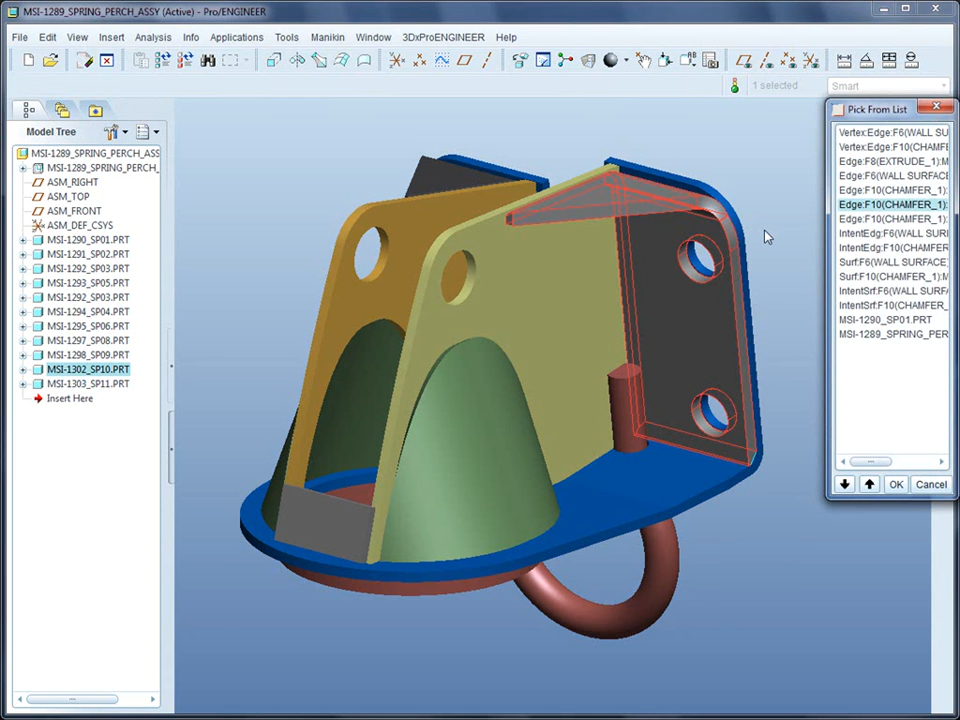 MSI-1289_SPRING_PERCH_ASSY (Active) - Pro/ENGINEER
File Edit View Insert Analysis Info Applications Tools Manikin Window 3DxProENGINEER Help
1 selected
Smart
Model Tree
MSI-1289_SPRING_PERCH_ASS
MSI-1289_SPRING_PERCH_
ASM_RIGHT
ASM_TOP
ASM_FRONT
ASM_DEF_CSYS
MSI-1290_SP01.PRT
MSI-1291_SP02.PRT
MSI-1292_SP03.PRT
MSI-1293_SP05.PRT
MSI-1292_SP03.PRT
MSI-1294_SP04.PRT
MSI-1295_SP06.PRT
MSI-1297_SP08.PRT
MSI-1298_SP09.PRT
MSI-1302_SP10.PRT
MSI-1303_SP11.PRT
Insert Here
Pick From List
Vertex:Edge:F6(WALL SU
Vertex:Edge:F10(CHAMFE
Edge:F8(EXTRUDE_1):M
Edge:F6(WALL SURFACE
Edge:F10(CHAMFER_1):
Edge:F10(CHAMFER_1):
Edge:F10(CHAMFER_1):
IntentEdg:F6(WALL SURF
IntentEdg:F10(CHAMFER
Surf:F6(WALL SURFACE)
Surf:F10(CHAMFER_1):M
IntentSrf:F6(WALL SURFA
IntentSrf:F10(CHAMFER_
MSI-1290_SP01.PRT
MSI-1289_SPRING_PER
OK Cancel